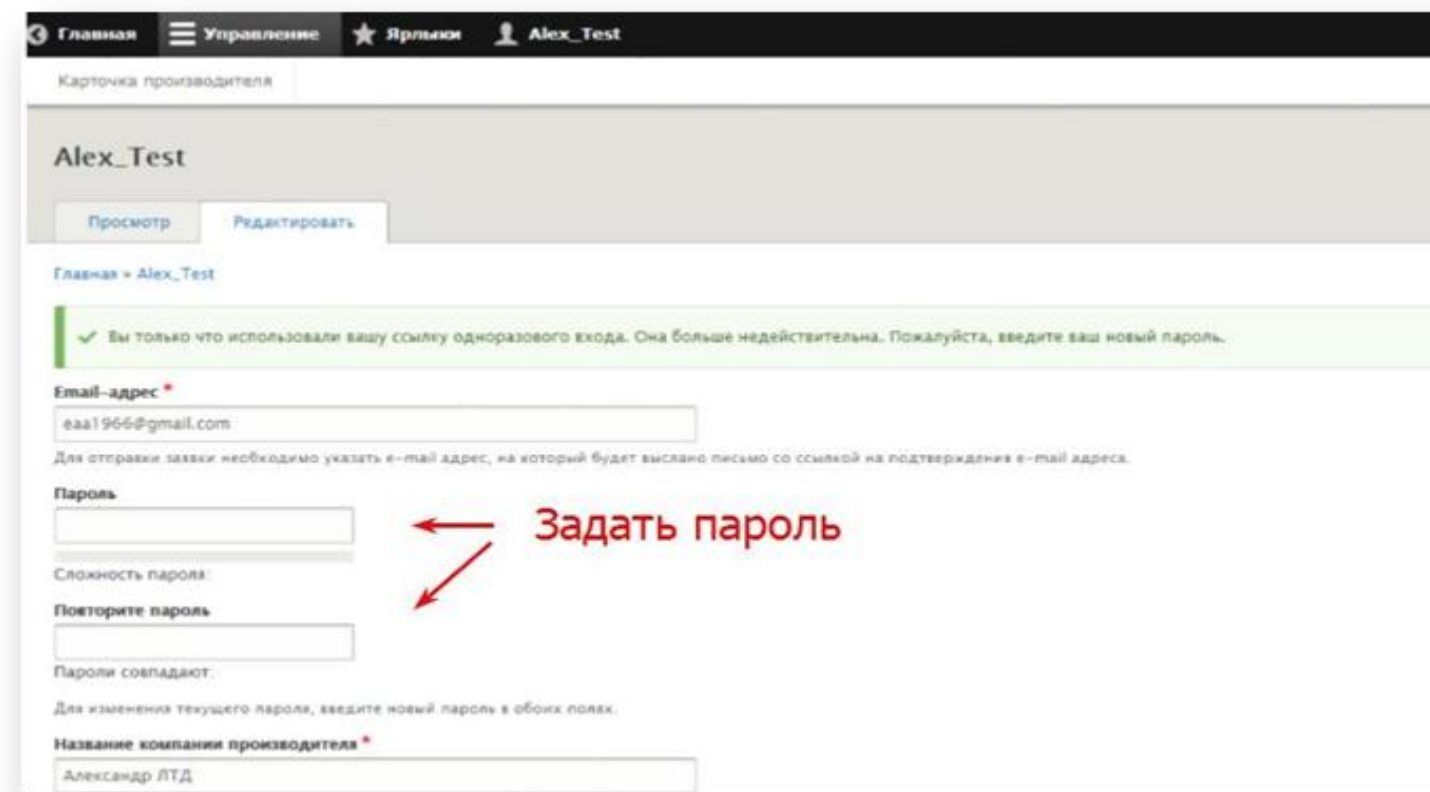 Главная Управление Ярлыки Alex_Test
Карточка производителя
Alex_Test
Просмотр Редактировать
Главная » Alex_Test
Вы только что использовали вашу ссылку одноразового входа. Она больше недействительна. Пожалуйста, введите ваш новый пароль.
Email-адрес *
eaa1966@gmail.com
Для отправки заявки необходимо указать e-mail адрес, на который будет выслано письмо со ссылкой на подтверждения e-mail адреса.
Пароль
Задать пароль
Сложность пароля:
Повторите пароль
Пароли совпадают:
Для изменения текущего пароля, введите новый пароль в обоих полях.
Название компании производителя *
Александр ЛТД